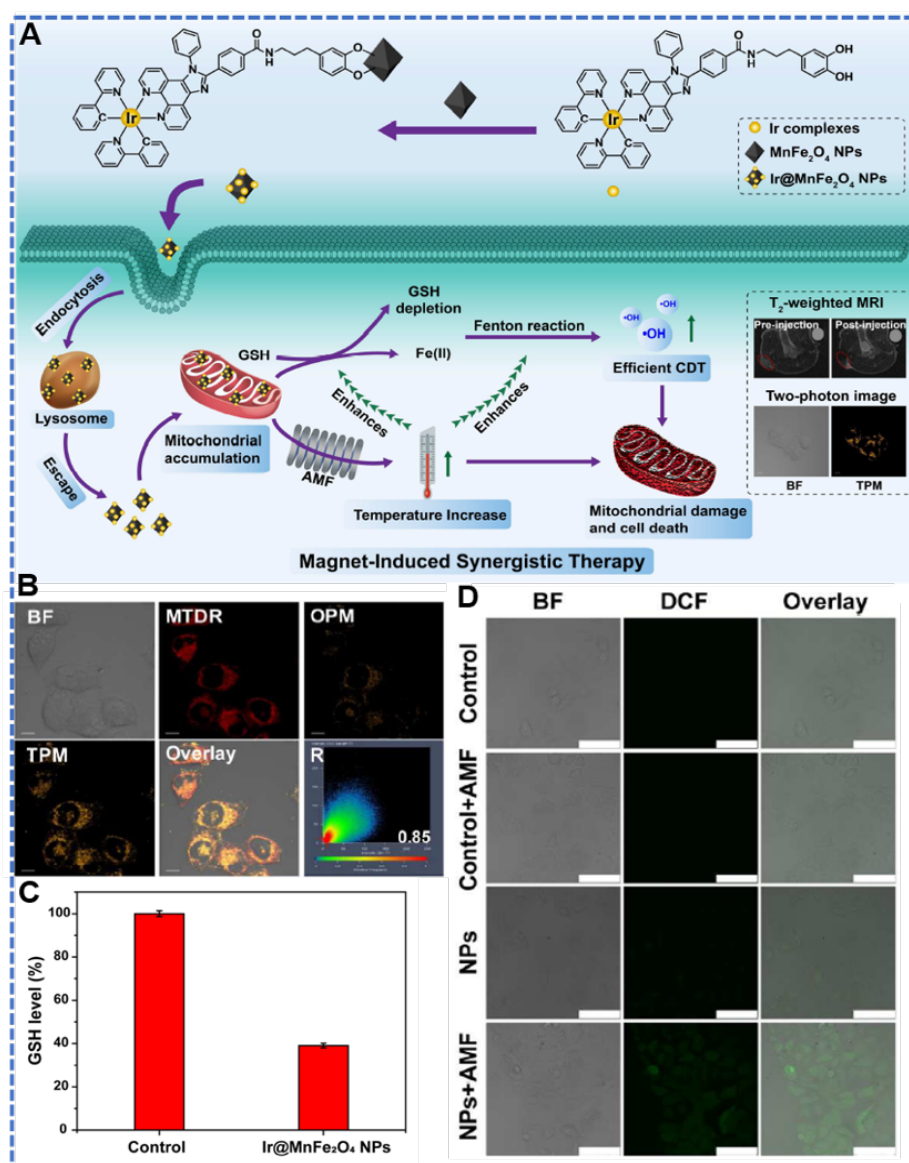 A
O
N
H
O
O
N
N
N
N
C
Ir
N
C
N
O
N
H
OH
OH
N
N
N
N
C
Ir
N
C
N
Ir complexes
MnFe₂O₄ NPs
Ir@MnFe₂O₄ NPs
Endocytosis
Lysosome
Escape
GSH
Mitochondrial
accumulation
GSH
depletion
Fe(II)
Fenton reaction
•OH
•OH
•OH
Efficient CDT
Enhances
Enhances
AMF
Temperature Increase
Mitochondrial damage
and cell death
T₂-weighted MRI
Pre-injection
Post-injection
Two-photon image
BF
TPM
Magnet-Induced Synergistic Therapy
B
BF
MTDR
OPM
TPM
Overlay
R
0.85
C
GSH level (%)
100
80
60
40
20
0
Control
Ir@MnFe₂O₄ NPs
D
BF
DCF
Overlay
Control
Control+AMF
NPs
NPs+AMF